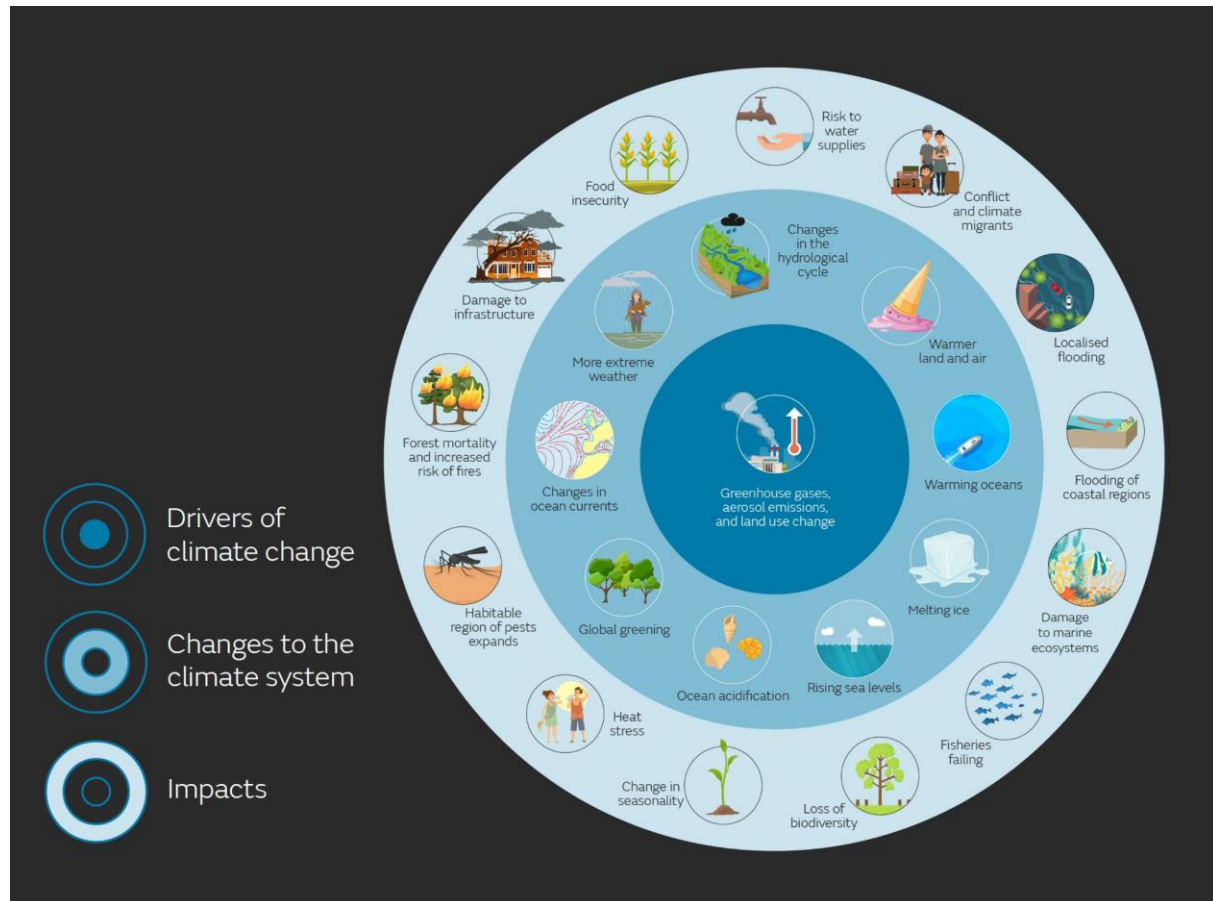 Drivers of
climate change
Changes to the
climate system
Impacts
Risk to
water
supplies
Conflict
and climate
migrants
Localised
flooding
Flooding of
coastal regions
Damage
to marine
ecosystems
Fisheries
failing
Loss of
biodiversity
Change in
seasonality
Heat
stress
Habitable
region of pests
expands
Forest mortality
and increased
risk of fires
Damage to
infrastructure
Food
insecurity
Changes
in the
hydrological
cycle
Warmer
land and air
Warming oceans
Melting ice
Rising sea levels
Ocean acidification
Global greening
Changes in
ocean currents
More extreme
weather
Greenhouse gases,
aerosol emissions,
and land use change